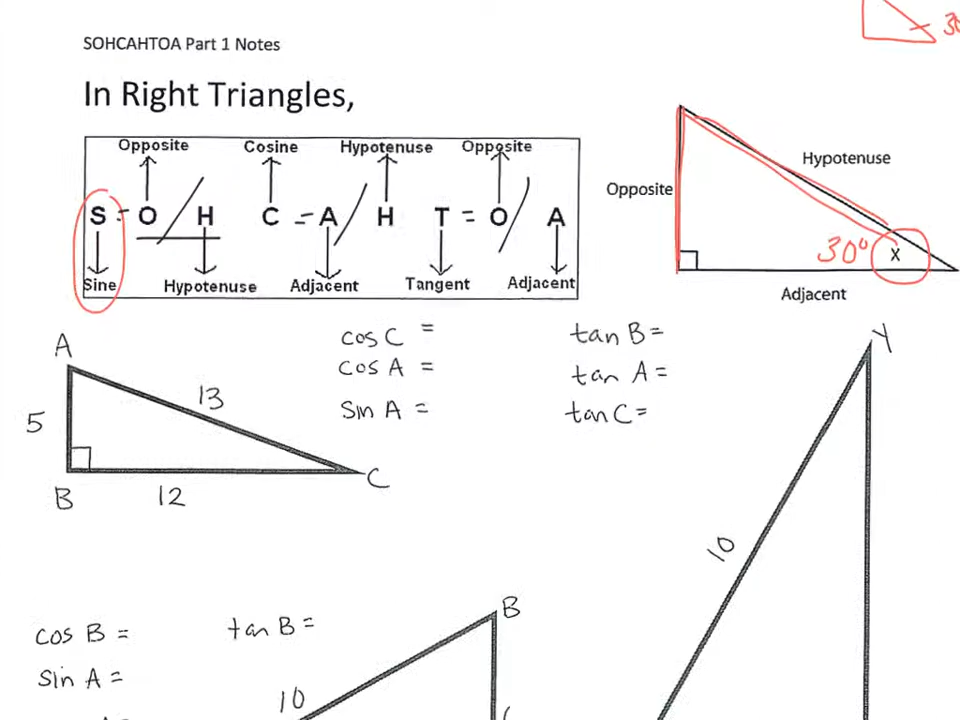 30
SOHCAHTOA Part 1 Notes
In Right Triangles,
Opposite Cosine Hypotenuse Opposite
S = O / H C = A / H T = O / A
Sine Hypotenuse Adjacent Tangent Adjacent
Hypotenuse
Opposite
30° x
Adjacent
cos C =
cos A =
sin A =
tan B =
tan A =
tan C =
A
5
13
B
12
C
Y
10
cos B =
sin A =
tan B =
B
10